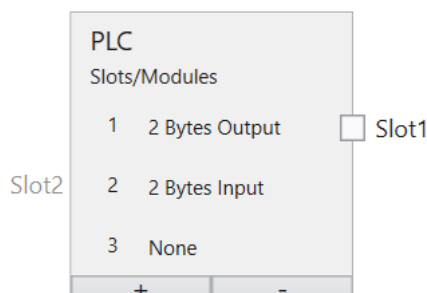 PLC
Slots/Modules
1 2 Bytes Output Slot1
Slot2 2 2 Bytes Input
3 None
+ -